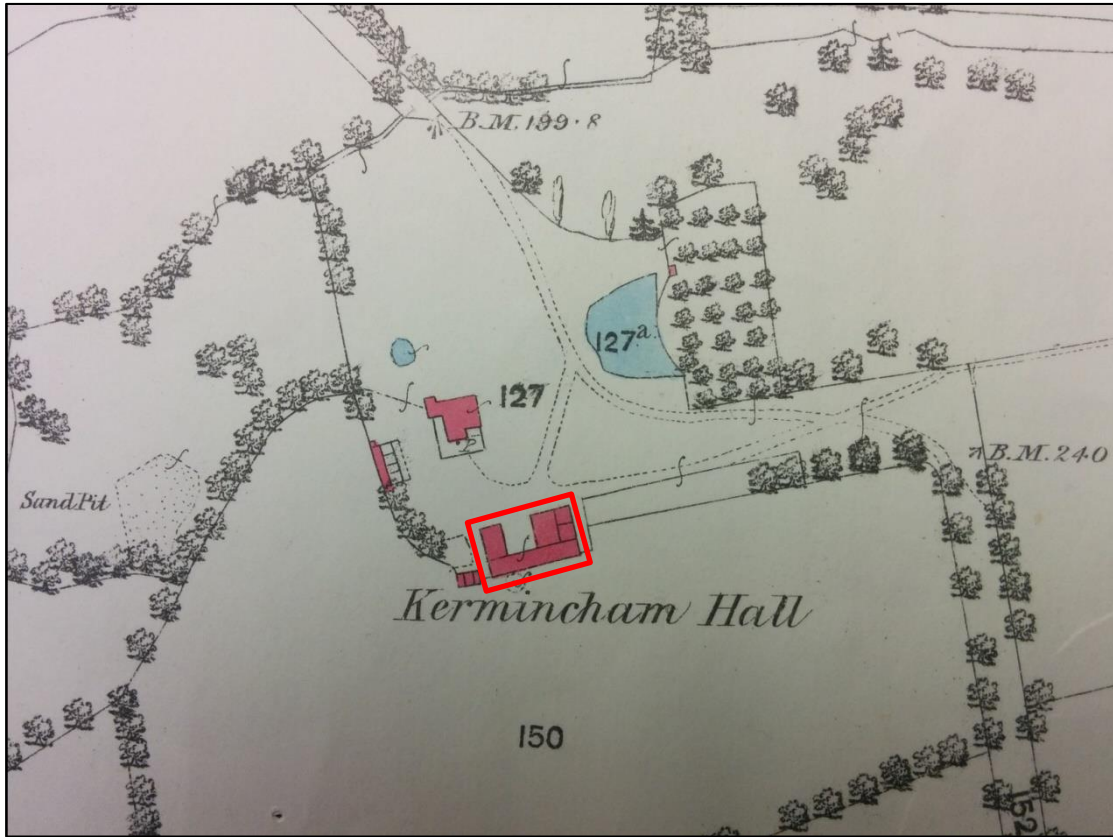 B.M. 199·8
127ª
127
B.M. 240
Sand Pit
Kermincham Hall
150
152